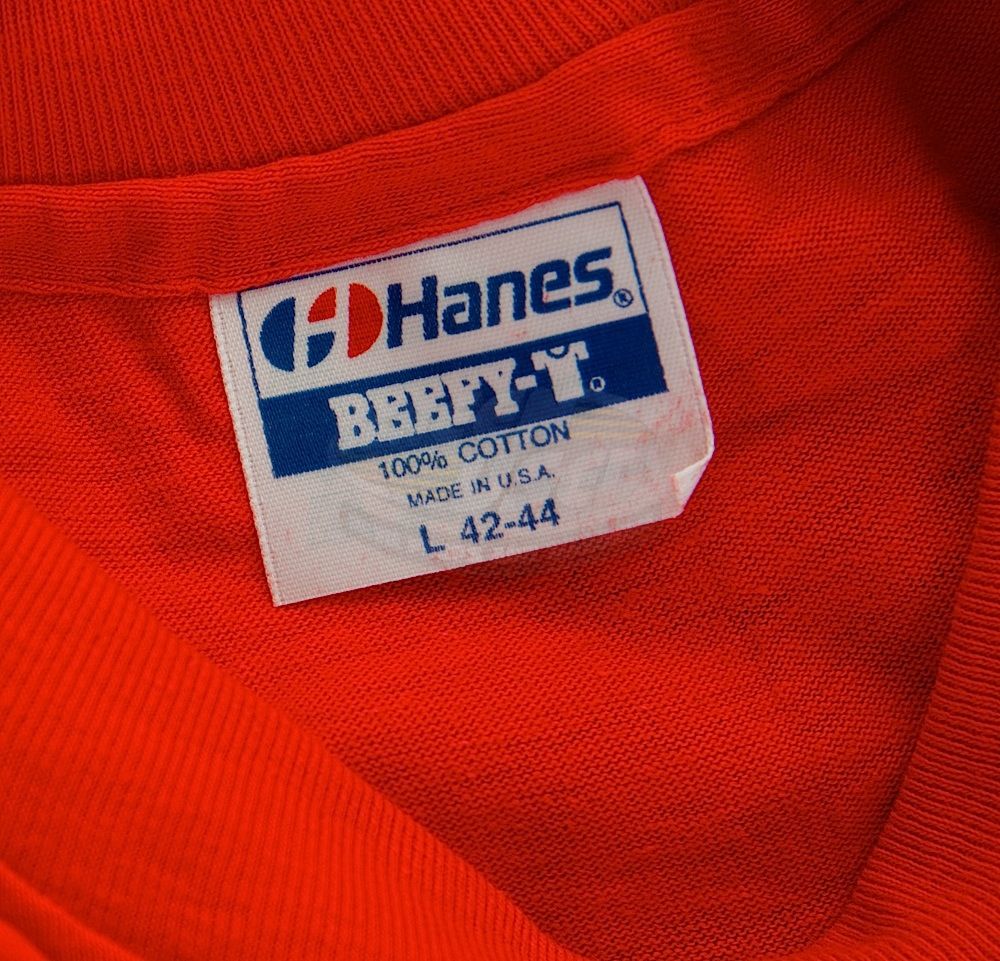 Hanes®
BEEFY-T®
100% COTTON
MADE IN U.S.A.
L 42-44